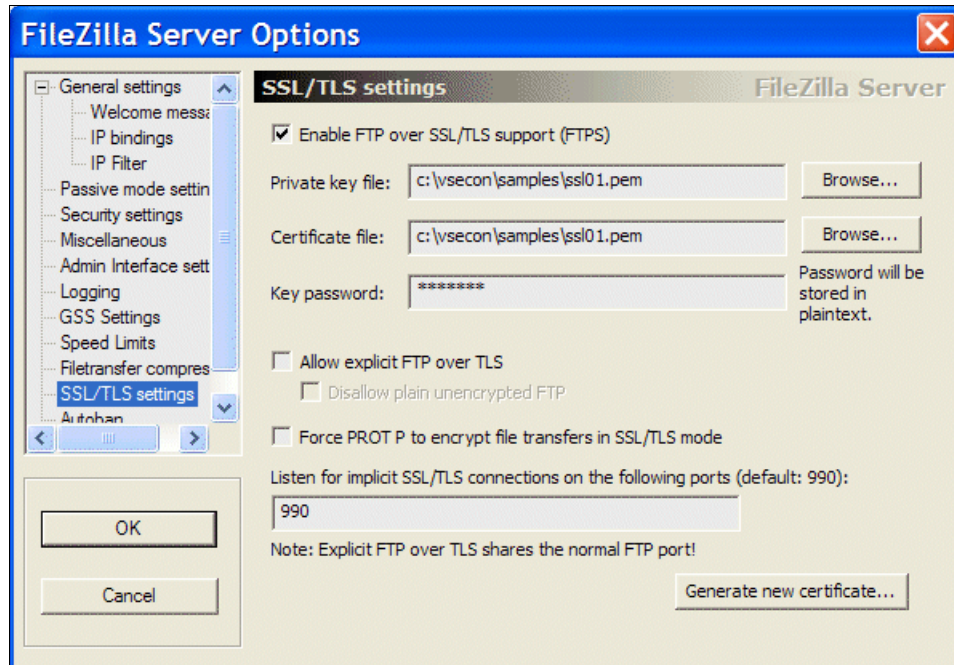 FileZilla Server Options
General settings
Welcome messa
IP bindings
IP Filter
Passive mode settin
Security settings
Miscellaneous
Admin Interface sett
Logging
GSS Settings
Speed Limits
Filetransfer compres
SSL/TLS settings
Autoban
OK
Cancel
SSL/TLS settings
FileZilla Server
Enable FTP over SSL/TLS support (FTPS)
Private key file: c:\vsecon\samples\ssl01.pem Browse...
Certificate file: c:\vsecon\samples\ssl01.pem Browse...
Key password: *******
Password will be
stored in
plaintext.
Allow explicit FTP over TLS
Disallow plain unencrypted FTP
Force PROT P to encrypt file transfers in SSL/TLS mode
Listen for implicit SSL/TLS connections on the following ports (default: 990):
990
Note: Explicit FTP over TLS shares the normal FTP port!
Generate new certificate...